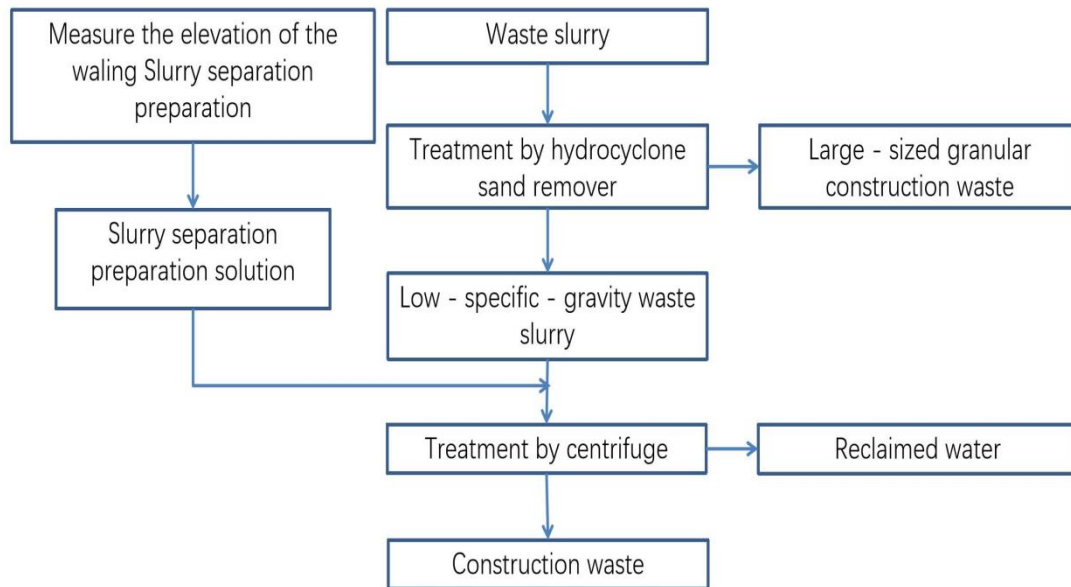 Measure the elevation of the
waling Slurry separation
preparation
Waste slurry
Treatment by hydrocyclone
sand remover
Large - sized granular
construction waste
Slurry separation
preparation solution
Low - specific - gravity waste
slurry
Treatment by centrifuge
Reclaimed water
Construction waste